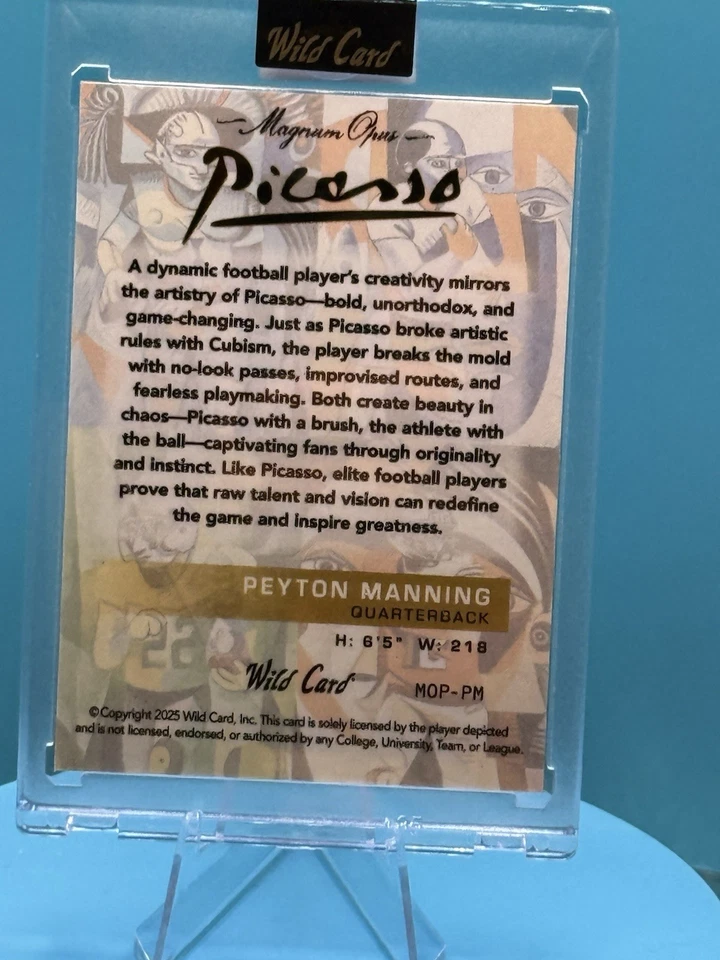 Wild Card
Magnum Opus
Picasso
A dynamic football player's creativity mirrors
the artistry of Picasso—bold, unorthodox, and
game-changing. Just as Picasso broke artistic
rules with Cubism, the player breaks the mold
with no-look passes, improvised routes, and
fearless playmaking. Both create beauty in
chaos—Picasso with a brush, the athlete with
the ball—captivating fans through originality
and instinct. Like Picasso, elite football players
prove that raw talent and vision can redefine
the game and inspire greatness.
PEYTON MANNING
QUARTERBACK
H: 6'5" W: 218
Wild Card MOP-PM
©Copyright 2025 Wild Card, Inc. This card is solely licensed by the player depicted
and is not licensed, endorsed, or authorized by any College, University, Team, or League.